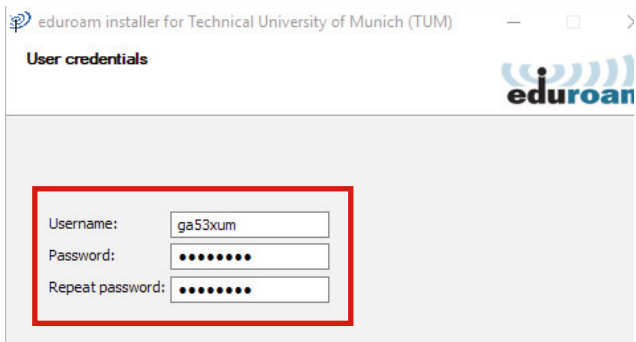 eduroam installer for Technical University of Munich (TUM)
User credentials
eduroam
Username: ga53xum
Password: ●●●●●●●●
Repeat password: ●●●●●●●●